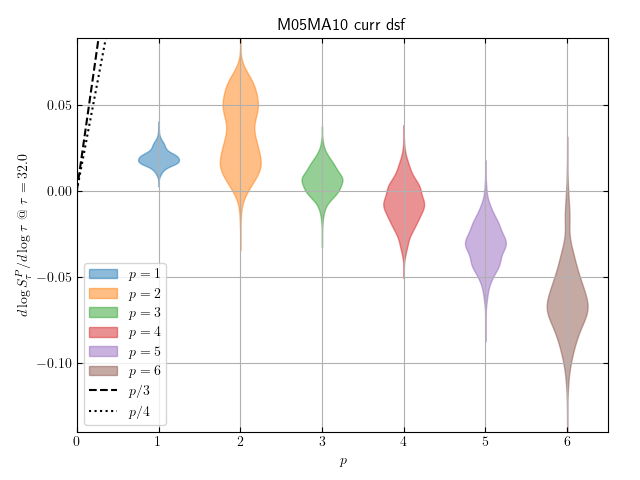 M05MA10 curr dsf
d log S_τ^P / d log τ @ τ = 32.0
0.05
0.00
−0.05
−0.10
p = 1
p = 2
p = 3
p = 4
p = 5
p = 6
p/3
p/4
0 1 2 3 4 5 6
p